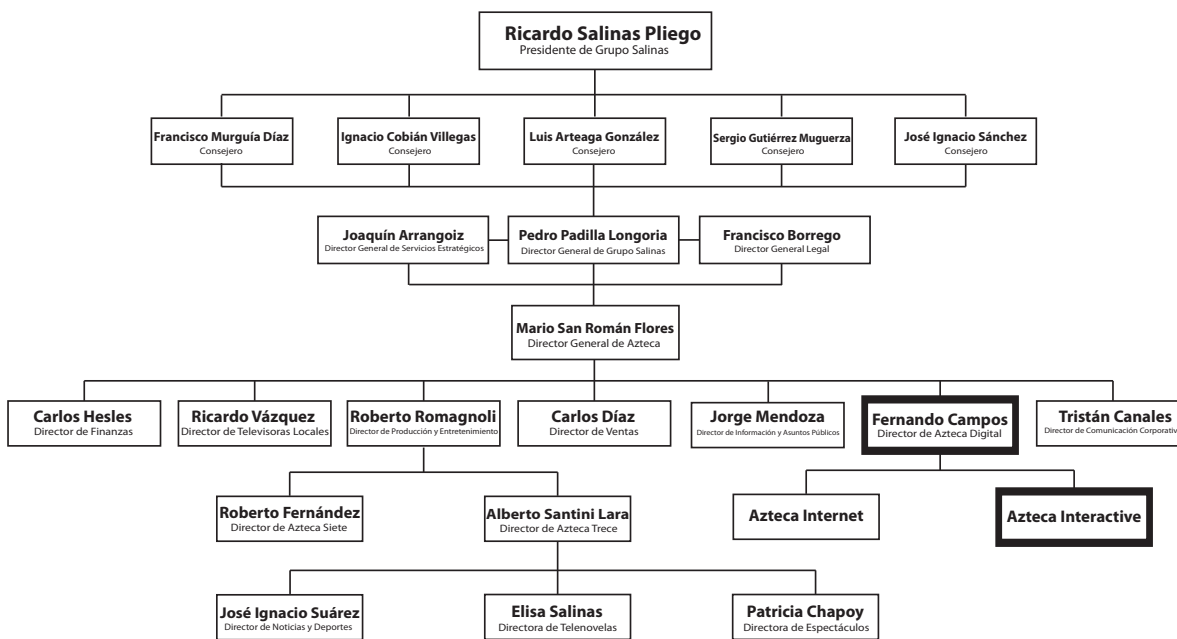 Ricardo Salinas Pliego
Presidente de Grupo Salinas
Francisco Murguía Díaz
Consejero
Ignacio Cobián Villegas
Consejero
Luis Arteaga González
Consejero
Sergio Gutiérrez Muguerza
Consejero
José Ignacio Sánchez
Consejero
Joaquín Arrangoiz
Director General de Servicios Estratégicos
Pedro Padilla Longoria
Director General de Grupo Salinas
Francisco Borrego
Director General Legal
Mario San Román Flores
Director General de Azteca
Carlos Hesles
Director de Finanzas
Ricardo Vázquez
Director de Televisoras Locales
Roberto Romagnoli
Director de Producción y Entretenimiento
Carlos Díaz
Director de Ventas
Jorge Mendoza
Director de Información y Asuntos Públicos
Fernando Campos
Director de Azteca Digital
Tristán Canales
Director de Comunicación Corporativ
Roberto Fernández
Director de Azteca Siete
Alberto Santini Lara
Director de Azteca Trece
Azteca Internet
Azteca Interactive
José Ignacio Suárez
Director de Noticias y Deportes
Elisa Salinas
Directora de Telenovelas
Patricia Chapoy
Directora de Espectáculos